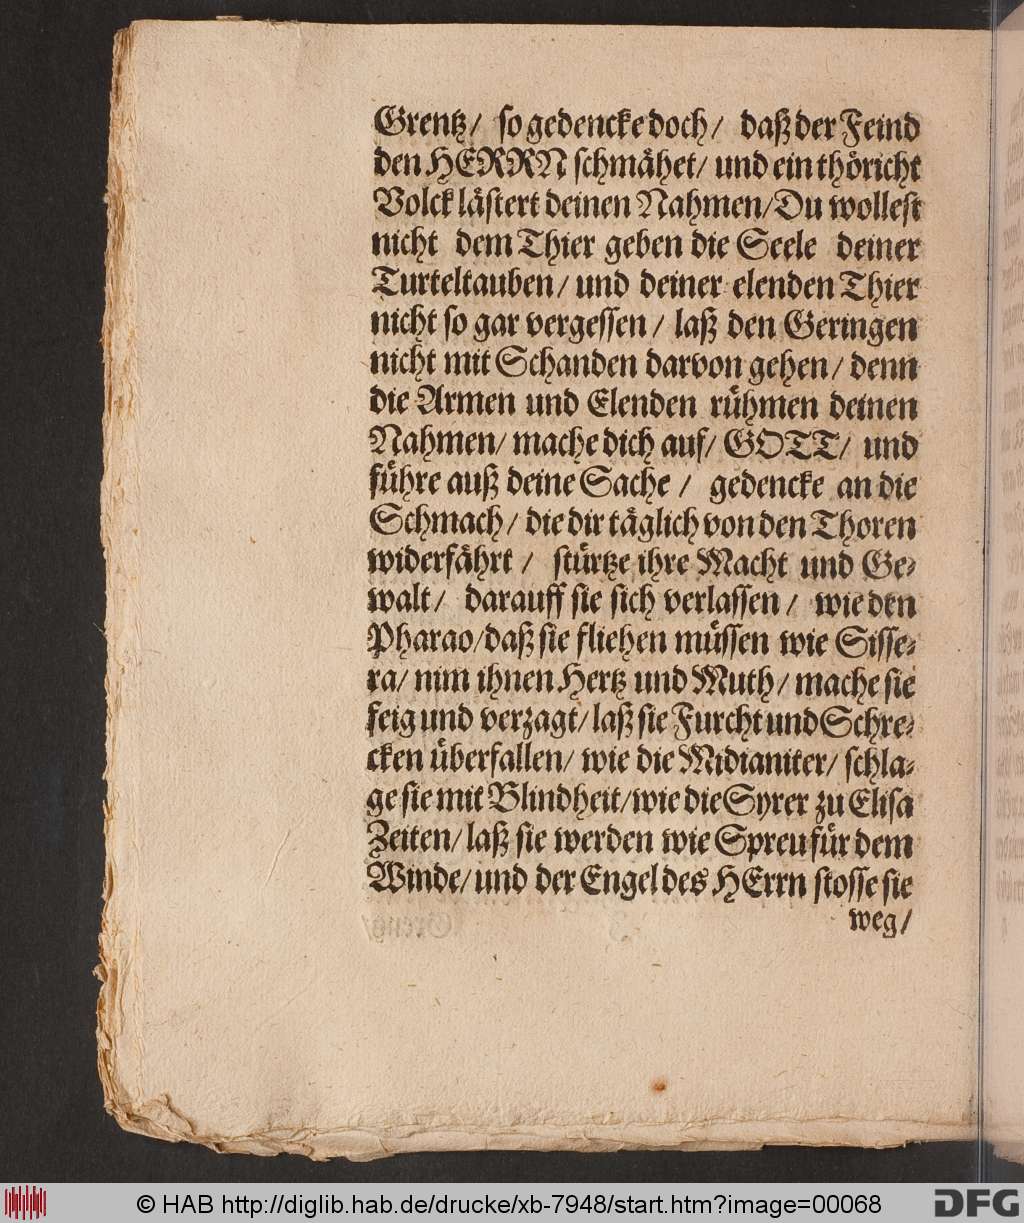 Grentz/ so gedencke doch/ daß der Feind
den HERRN schmähet/ und ein thöricht
Volck lästert deinen Nahmen/Du wollest
nicht dem Thier geben die Seele deiner
Turteltauben/ und deiner elenden Thier
nicht so gar vergessen/ laß den Geringen
nicht mit Schanden darvon gehen/ denn
die Armen und Elenden rühmen deinen
Nahmen/ mache dich auf/ GOTT/ und
führe auß deine Sache/ gedencke an die
Schmach/ die dir täglich von den Thoren
widerfährt/ stürtze ihre Macht und Ge-
walt/ darauff sie sich verlassen/ wie den
Pharao/daß sie fliehen müssen wie Sisse-
ra/ nim ihnen Hertz und Muth/ mache sie
feig und verzagt/ laß sie Furcht und Schre-
cken überfallen/ wie die Midianiter/ schla-
ge sie mit Blindheit/wie die Syrer zu Elisa
Zeiten/ laß sie werden wie Spreu für dem
Winde/ und der Engel des HErrn stosse sie
weg/
© HAB http://diglib.hab.de/drucke/xb-7948/start.htm?image=00068
DFG